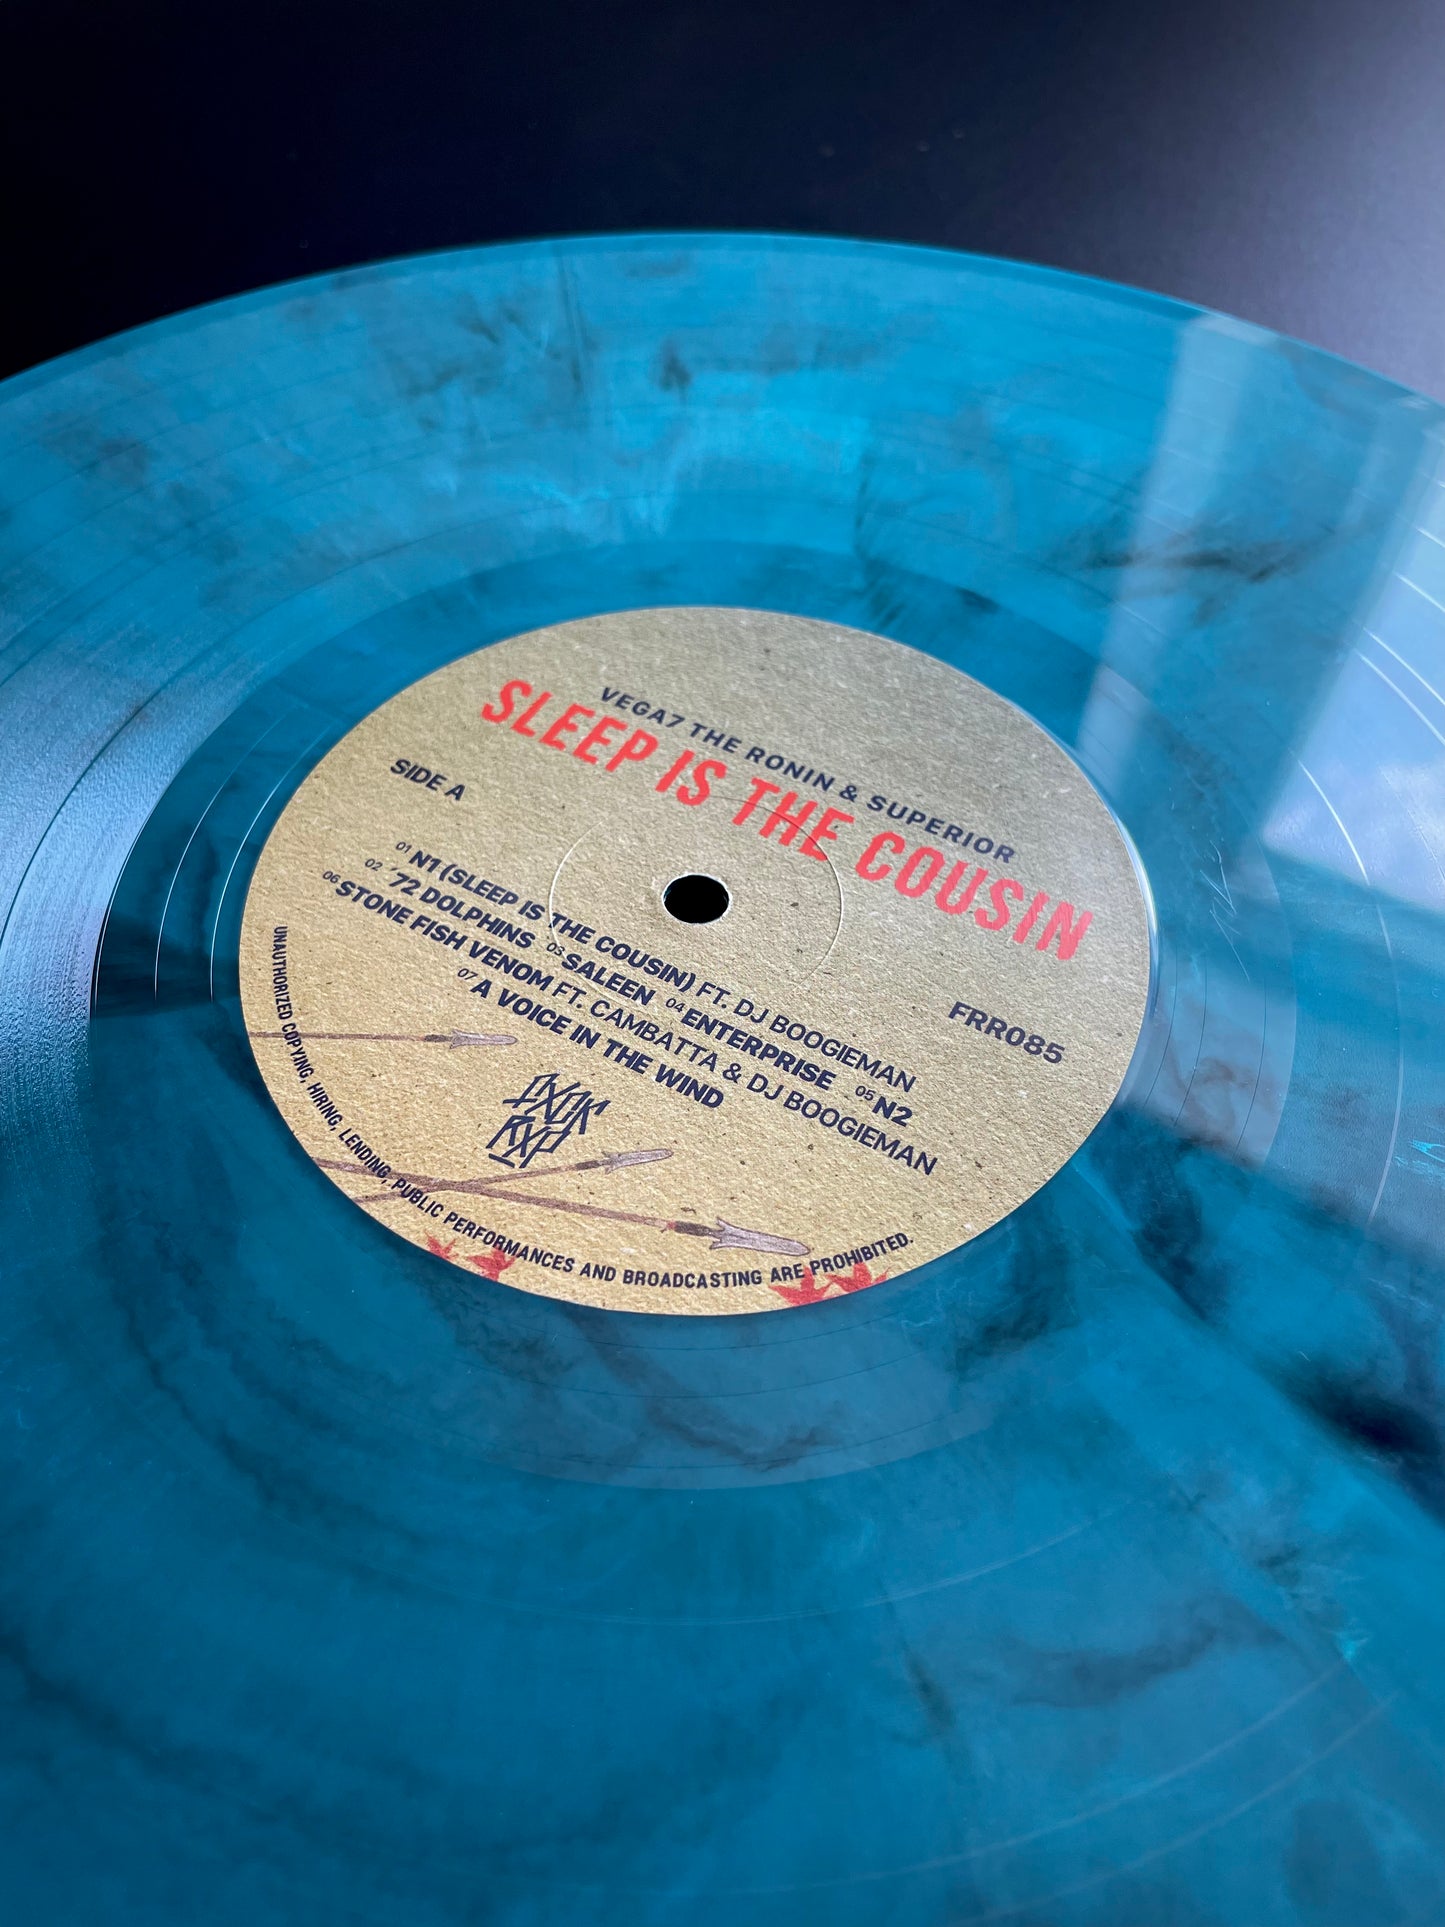 VEGA7 THE RONIN & SUPERIOR
SLEEP IS THE COUSIN
SIDE A
FRR085
01 N1 (SLEEP IS THE COUSIN) FT. DJ BOOGIEMAN
02 '72 DOLPHINS 03 SALEEN 04 ENTERPRISE 05 N2
06 STONE FISH VENOM FT. CAMBATTA & DJ BOOGIEMAN
07 A VOICE IN THE WIND
UNAUTHORIZED COPYING, HIRING, LENDING, PUBLIC PERFORMANCES AND BROADCASTING ARE PROHIBITED.